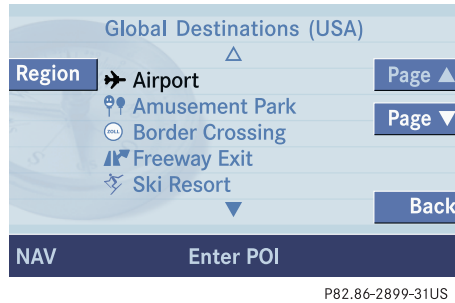 Global Destinations (USA)
Region
Airport
Page
Amusement Park
ZOLL
Border Crossing
Page
Freeway Exit
Ski Resort
Back
NAV
Enter POI
P82.86-2899-31US